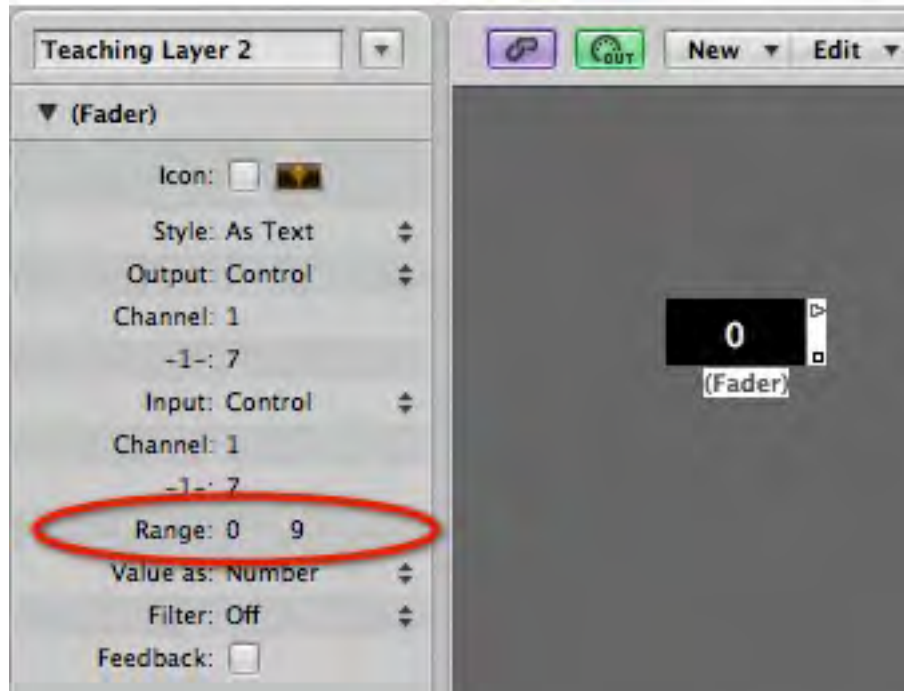 Teaching Layer 2
(Fader)
Icon:
Style: As Text
Output: Control
Channel: 1
-1-: 7
Input: Control
Channel: 1
-1-: 7
Range: 0 9
Value as: Number
Filter: Off
Feedback:
OUT New Edit
0
(Fader)